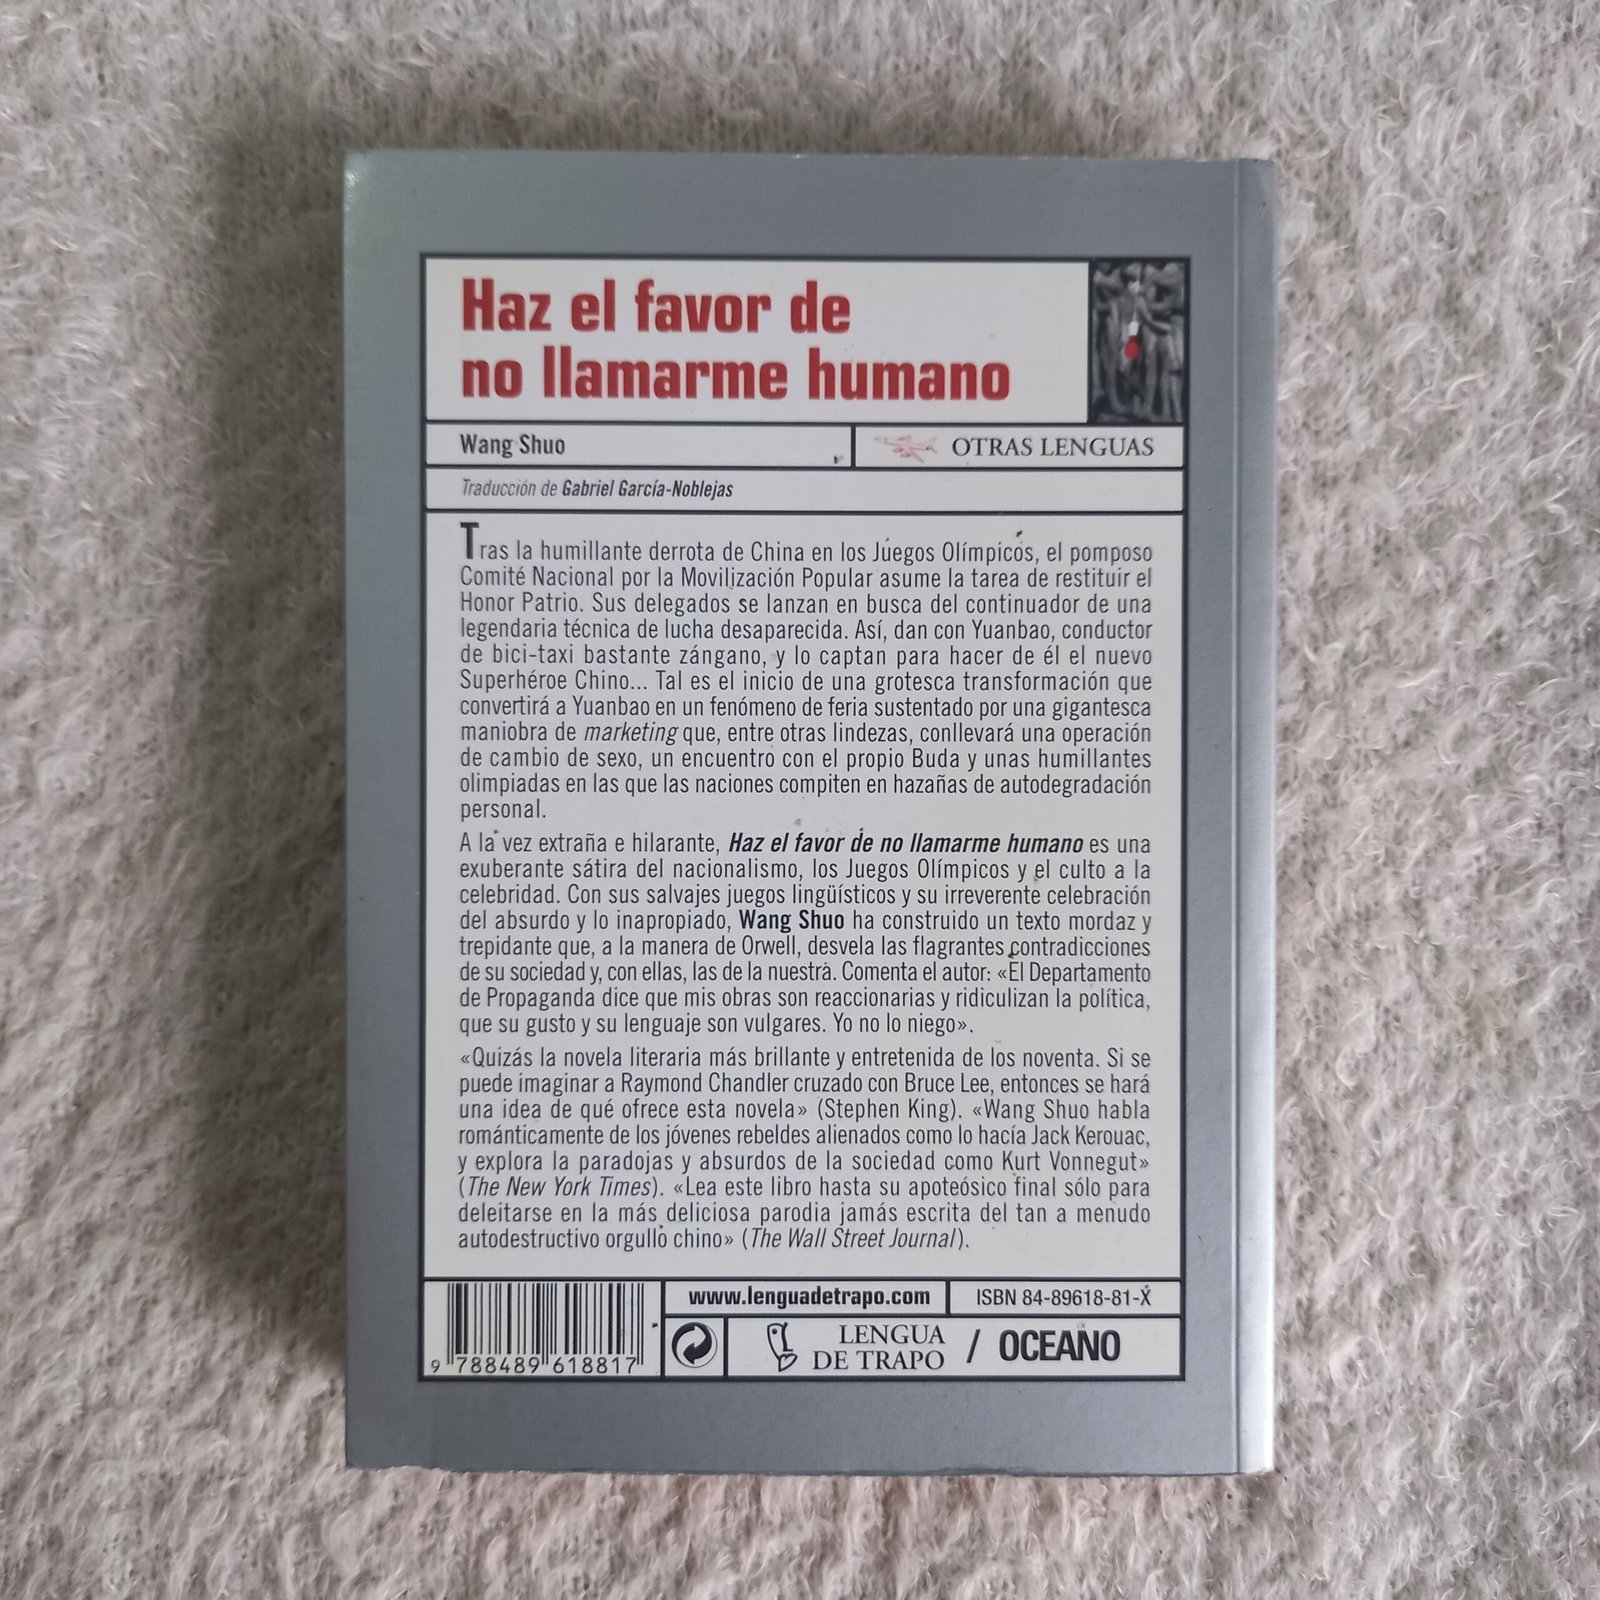 Haz el favor de
no llamarme humano
Wang Shuo
OTRAS LENGUAS
Traducción de Gabriel García-Noblejas
Tras la humillante derrota de China en los Juegos Olímpicos, el pomposo
Comité Nacional por la Movilización Popular asume la tarea de restituir el
Honor Patrio. Sus delegados se lanzan en busca del continuador de una
legendaria técnica de lucha desaparecida. Así, dan con Yuanbao, conductor
de bici-taxi bastante zángano, y lo captan para hacer de él el nuevo
Superhéroe Chino... Tal es el inicio de una grotesca transformación que
convertirá a Yuanbao en un fenómeno de feria sustentado por una gigantesca
maniobra de marketing que, entre otras lindezas, conllevará una operación
de cambio de sexo, un encuentro con el propio Buda y unas humillantes
olimpiadas en las que las naciones compiten en hazañas de autodegradación
personal.
A la vez extraña e hilarante, Haz el favor de no llamarme humano es una
exuberante sátira del nacionalismo, los Juegos Olímpicos y el culto a la
celebridad. Con sus salvajes juegos lingüísticos y su irreverente celebración
del absurdo y lo inapropiado, Wang Shuo ha construido un texto mordaz y
trepidante que, a la manera de Orwell, desvela las flagrantes contradicciones
de su sociedad y, con ellas, las de la nuestra. Comenta el autor: «El Departamento
de Propaganda dice que mis obras son reaccionarias y ridiculizan la política,
que su gusto y su lenguaje son vulgares. Yo no lo niego».
«Quizás la novela literaria más brillante y entretenida de los noventa. Si se
puede imaginar a Raymond Chandler cruzado con Bruce Lee, entonces se hará
una idea de qué ofrece esta novela» (Stephen King). «Wang Shuo habla
románticamente de los jóvenes rebeldes alienados como lo hacía Jack Kerouac,
y explora la paradojas y absurdos de la sociedad como Kurt Vonnegut»
(The New York Times). «Lea este libro hasta su apoteósico final sólo para
deleitarse en la más deliciosa parodia jamás escrita del tan a menudo
autodestructivo orgullo chino» (The Wall Street Journal).
www.lenguadetrapo.com
ISBN 84-89618-81-X
9 788489 618817
LENGUA
DE TRAPO / OCEANO